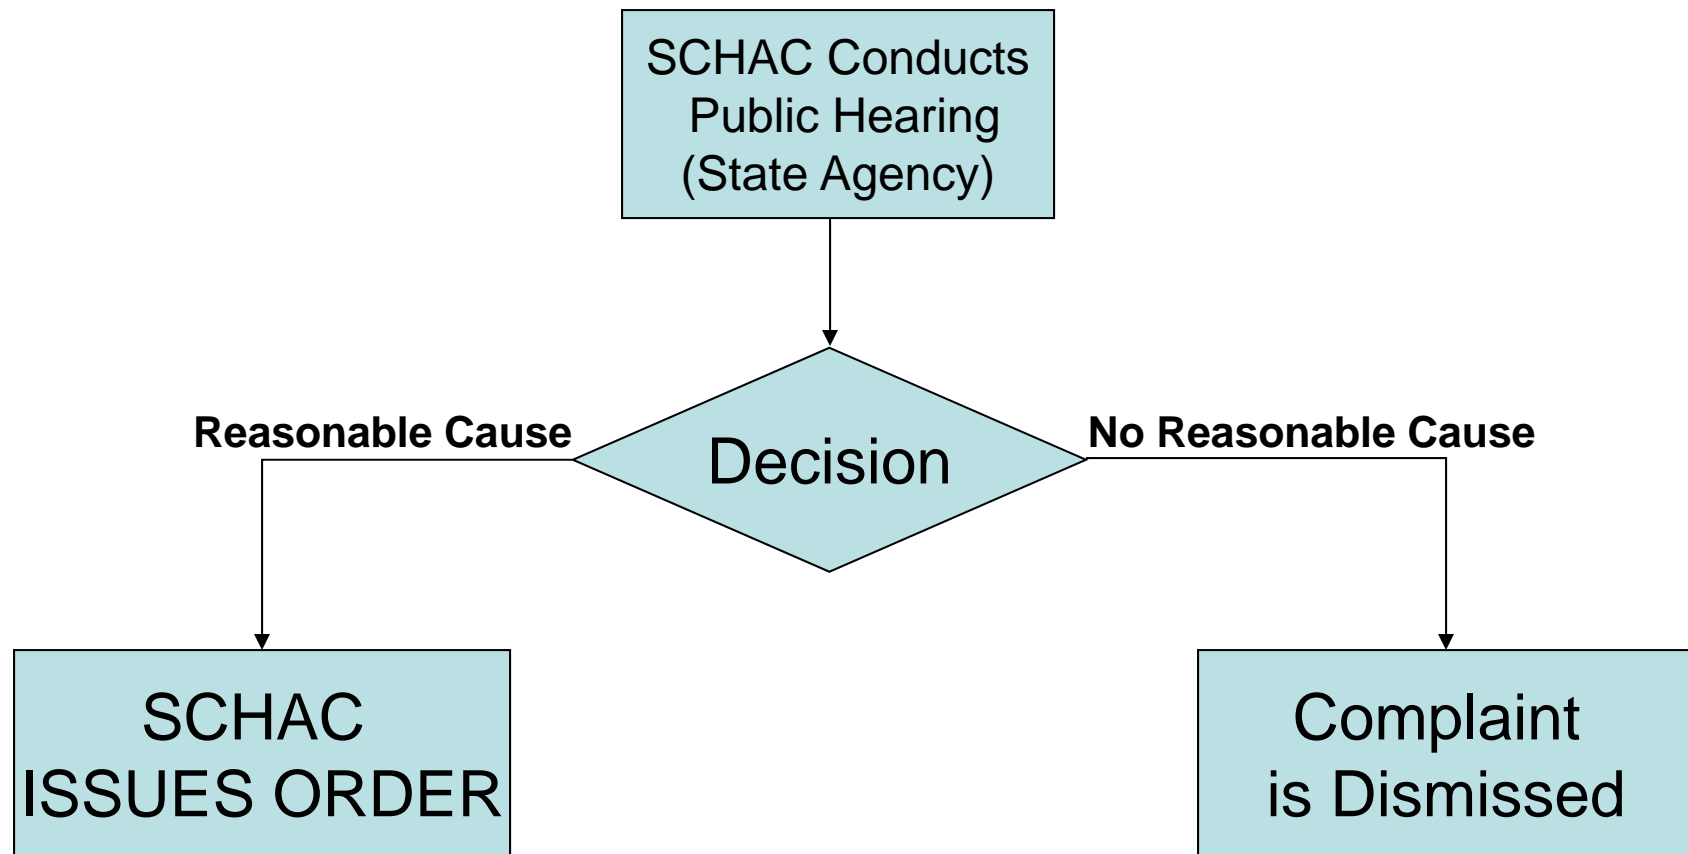 SCHAC Conducts
Public Hearing
(State Agency)
Reasonable Cause
Decision
No Reasonable Cause
SCHAC
ISSUES ORDER
Complaint
is Dismissed